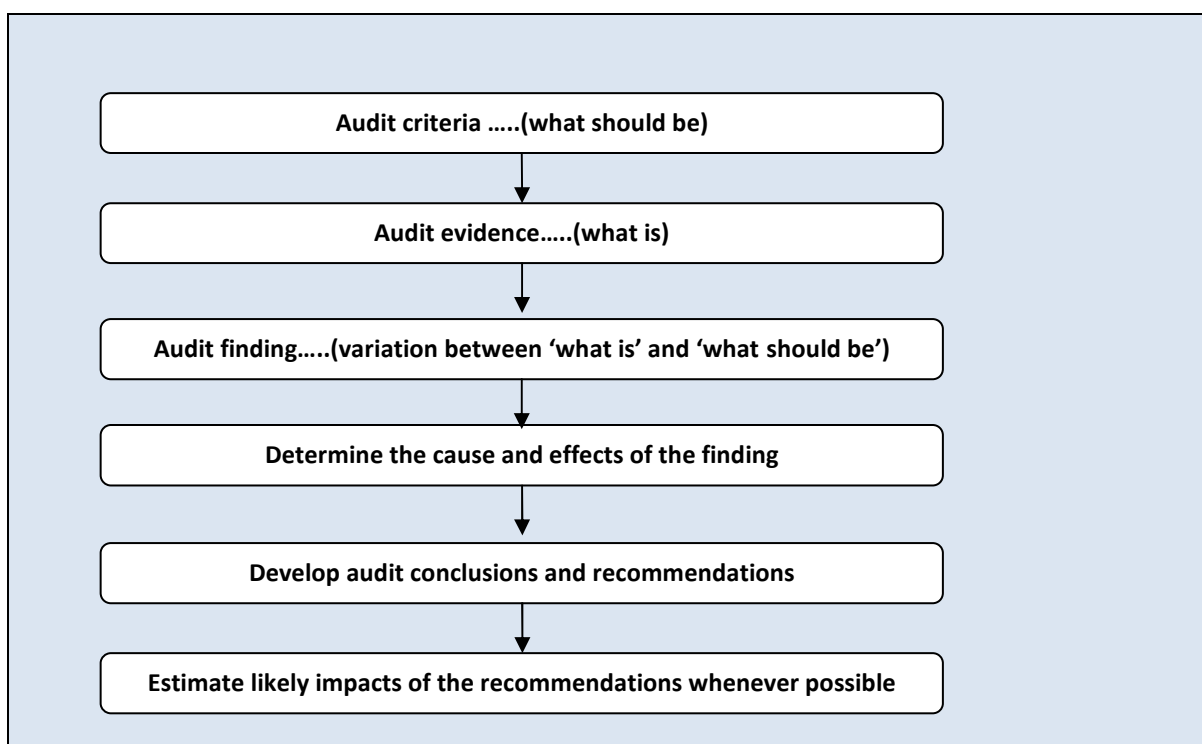 Audit criteria …..(what should be)
Audit evidence…..(what is)
Audit finding…..(variation between ‘what is’ and ‘what should be’)
Determine the cause and effects of the finding
Develop audit conclusions and recommendations
Estimate likely impacts of the recommendations whenever possible